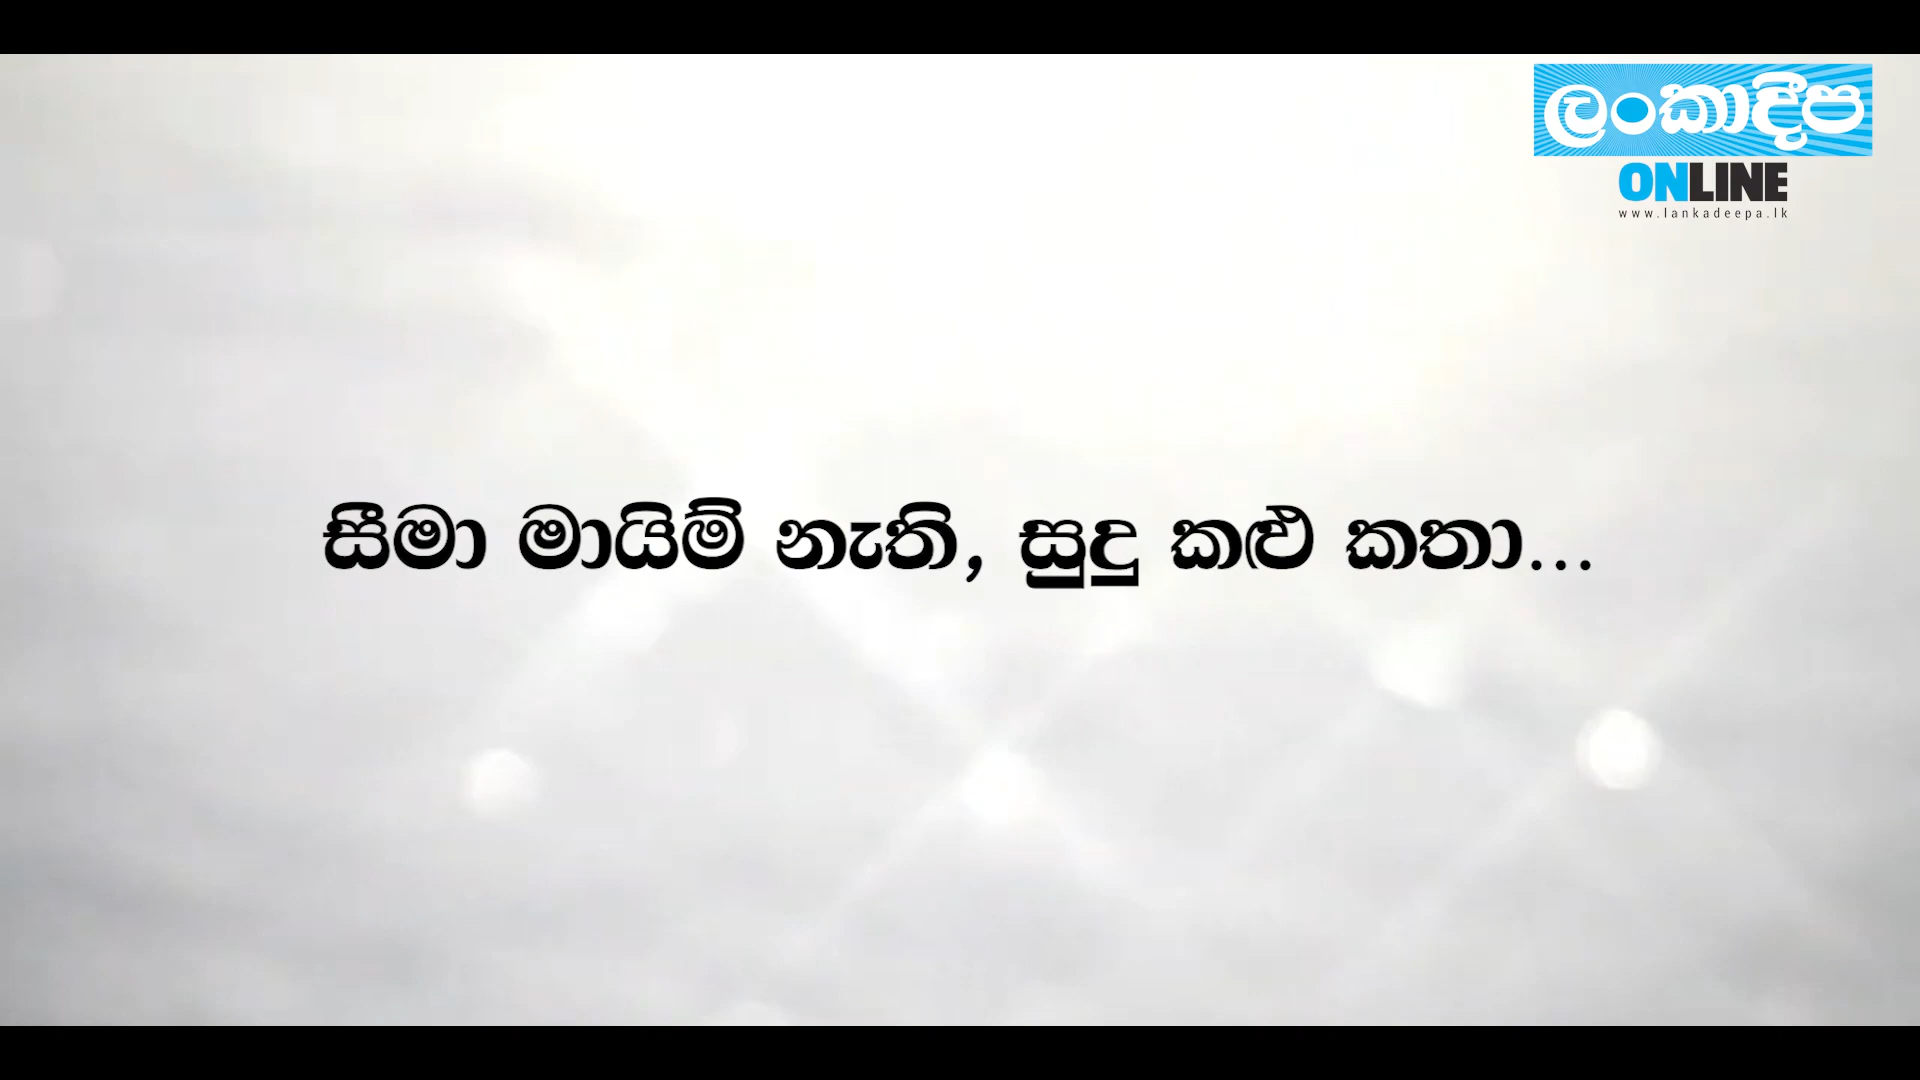 ලංකාදීප
ONLINE
www.lankadeepa.lk
සීමා මායිම් නැති, සුදු කළු කතා...